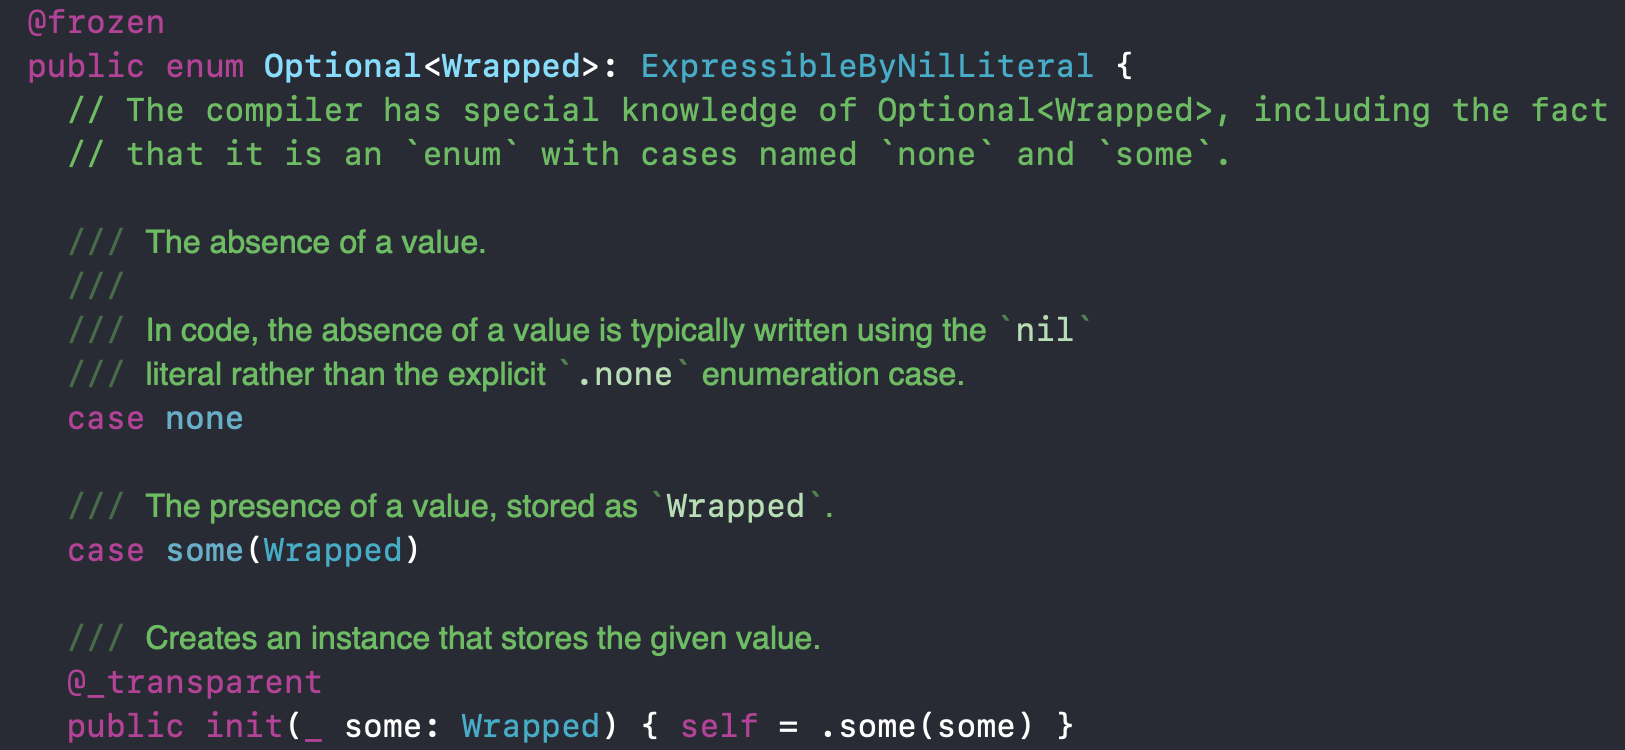 @frozen
public enum Optional<Wrapped>: ExpressibleByNilLiteral {
// The compiler has special knowledge of Optional<Wrapped>, including the fact
// that it is an `enum` with cases named `none` and `some`.
/// The absence of a value.
///
/// In code, the absence of a value is typically written using the `nil`
/// literal rather than the explicit `.none` enumeration case.
case none
/// The presence of a value, stored as `Wrapped`.
case some(Wrapped)
/// Creates an instance that stores the given value.
@_transparent
public init(_ some: Wrapped) { self = .some(some) }